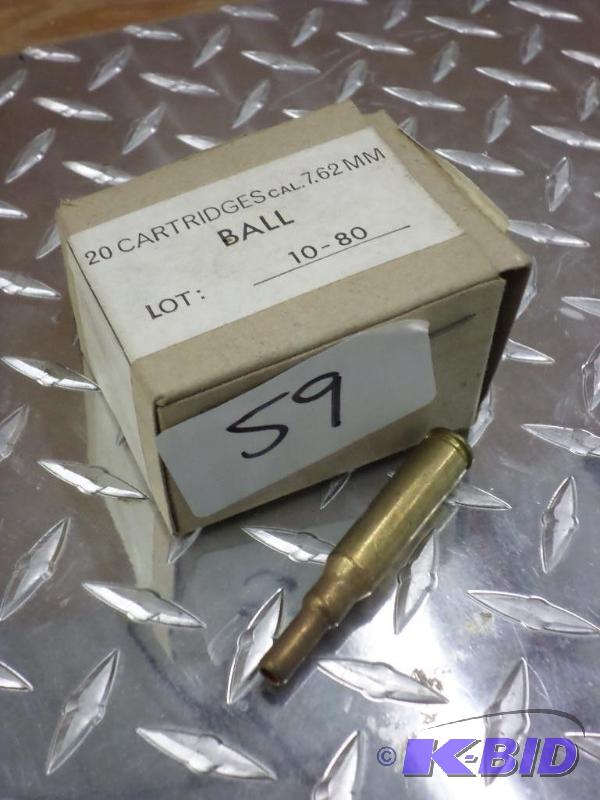 20 CARTRIDGES CAL. 7.62 MM
BALL
LOT: 10-80
59
© K-BID